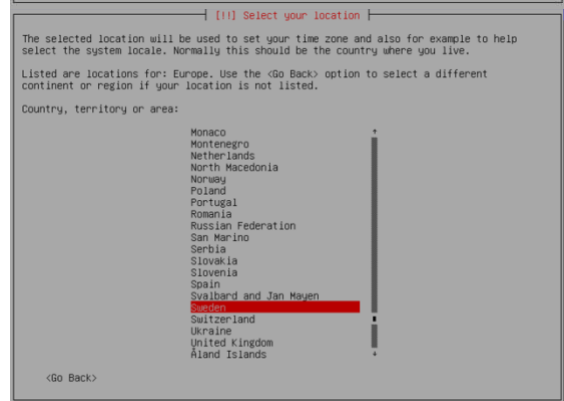 [!!] Select your location
The selected location will be used to set your time zone and also for example to help
select the system locale. Normally this should be the country where you live.
Listed are locations for: Europe. Use the <Go Back> option to select a different
continent or region if your location is not listed.
Country, territory or area:
Monaco
Montenegro
Netherlands
North Macedonia
Norway
Poland
Portugal
Romania
Russian Federation
San Marino
Serbia
Slovakia
Slovenia
Spain
Svalbard and Jan Mayen
Sweden
Switzerland
Ukraine
United Kingdom
Åland Islands
<Go Back>